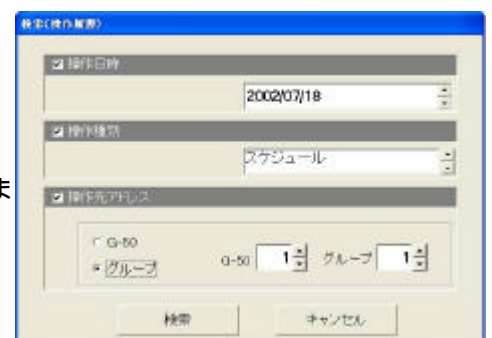 検索(操作履歴)
操作日時
2002/07/18
操作種別
スケジュール
ま
操作先アドレス
G-50
グループ
G-50 1 グループ 1
検索 キャンセル